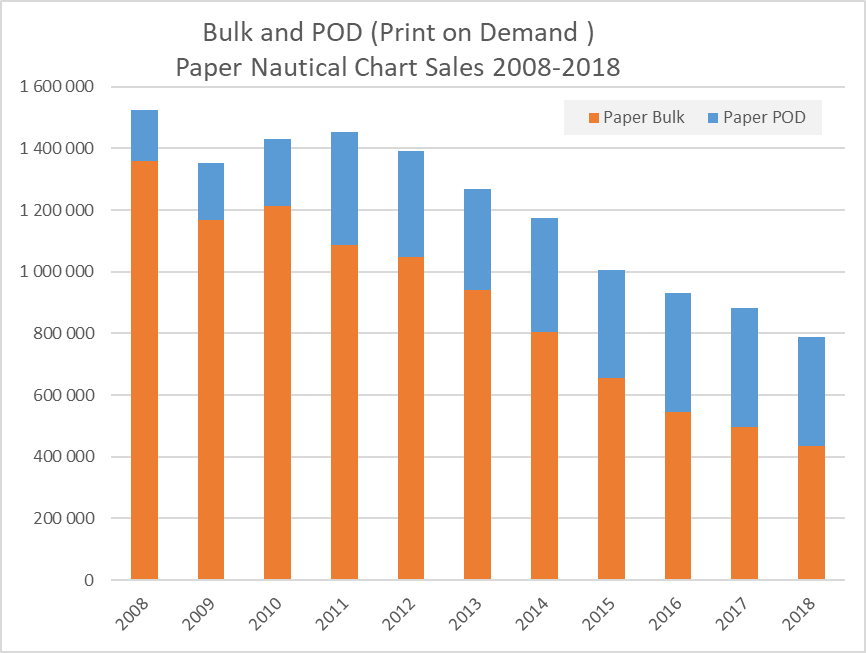 Bulk and POD (Print on Demand )
Paper Nautical Chart Sales 2008-2018
Paper Bulk
Paper POD
1 600 000
1 400 000
1 200 000
1 000 000
800 000
600 000
400 000
200 000
0
2008
2009
2010
2011
2012
2013
2014
2015
2016
2017
2018